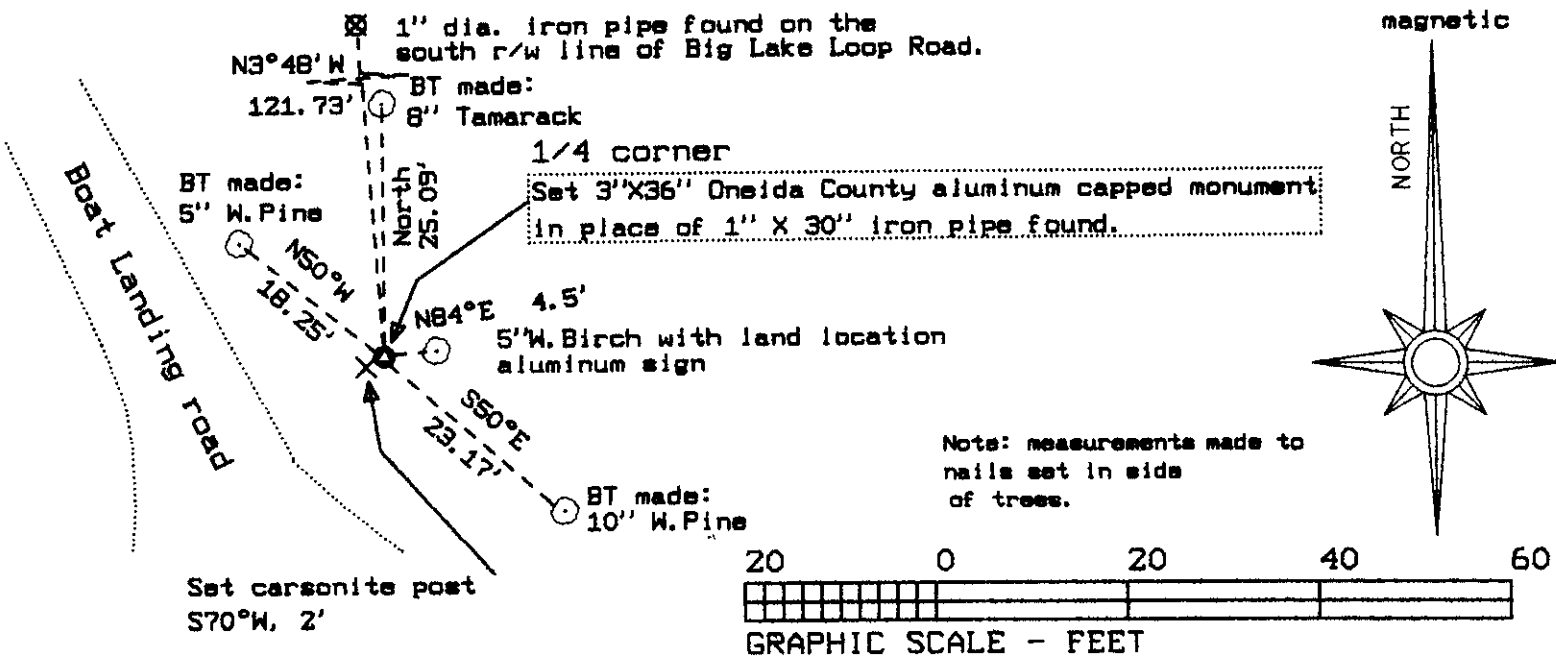 1" dia. iron pipe found on the
south r/w line of Big Lake Loop Road.
magnetic
NORTH
N3°48'W
121.73'
BT made:
8" Tamarack
1/4 corner
Set 3"X36" Oneida County aluminum capped monument
in place of 1" X 30" iron pipe found.
North
25.09'
BT made:
5" W.Pine
Boat Landing road
N50°W
18.25'
N84°E 4.5'
5"W.Birch with land location
aluminum sign
S50°E
23.17'
BT made:
10" W.Pine
Note: measurements made to
nails set in side
of trees.
Set carsonite post
S70°W, 2'
20 0 20 40 60
GRAPHIC SCALE - FEET